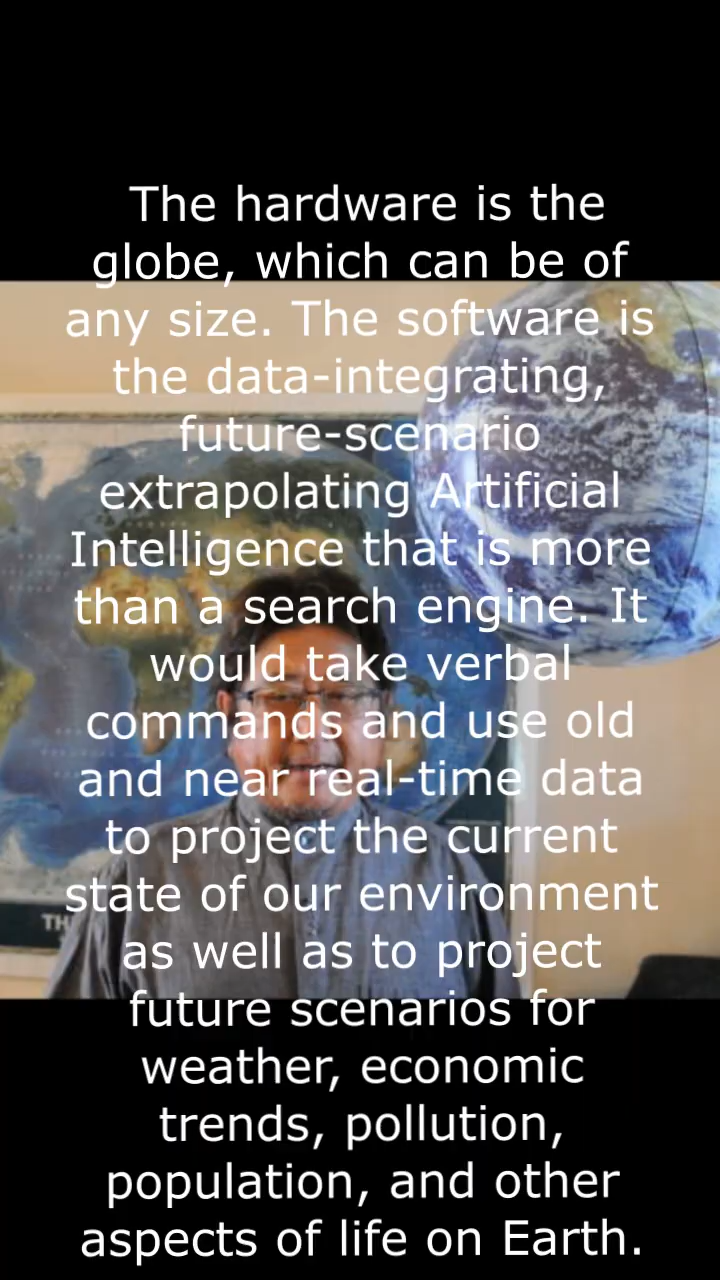 The hardware is the
globe, which can be of
any size. The software is
the data-integrating,
future-scenario
extrapolating Artificial
Intelligence that is more
than a search engine. It
would take verbal
commands and use old
and near real-time data
to project the current
state of our environment
as well as to project
future scenarios for
weather, economic
trends, pollution,
population, and other
aspects of life on Earth.
TH